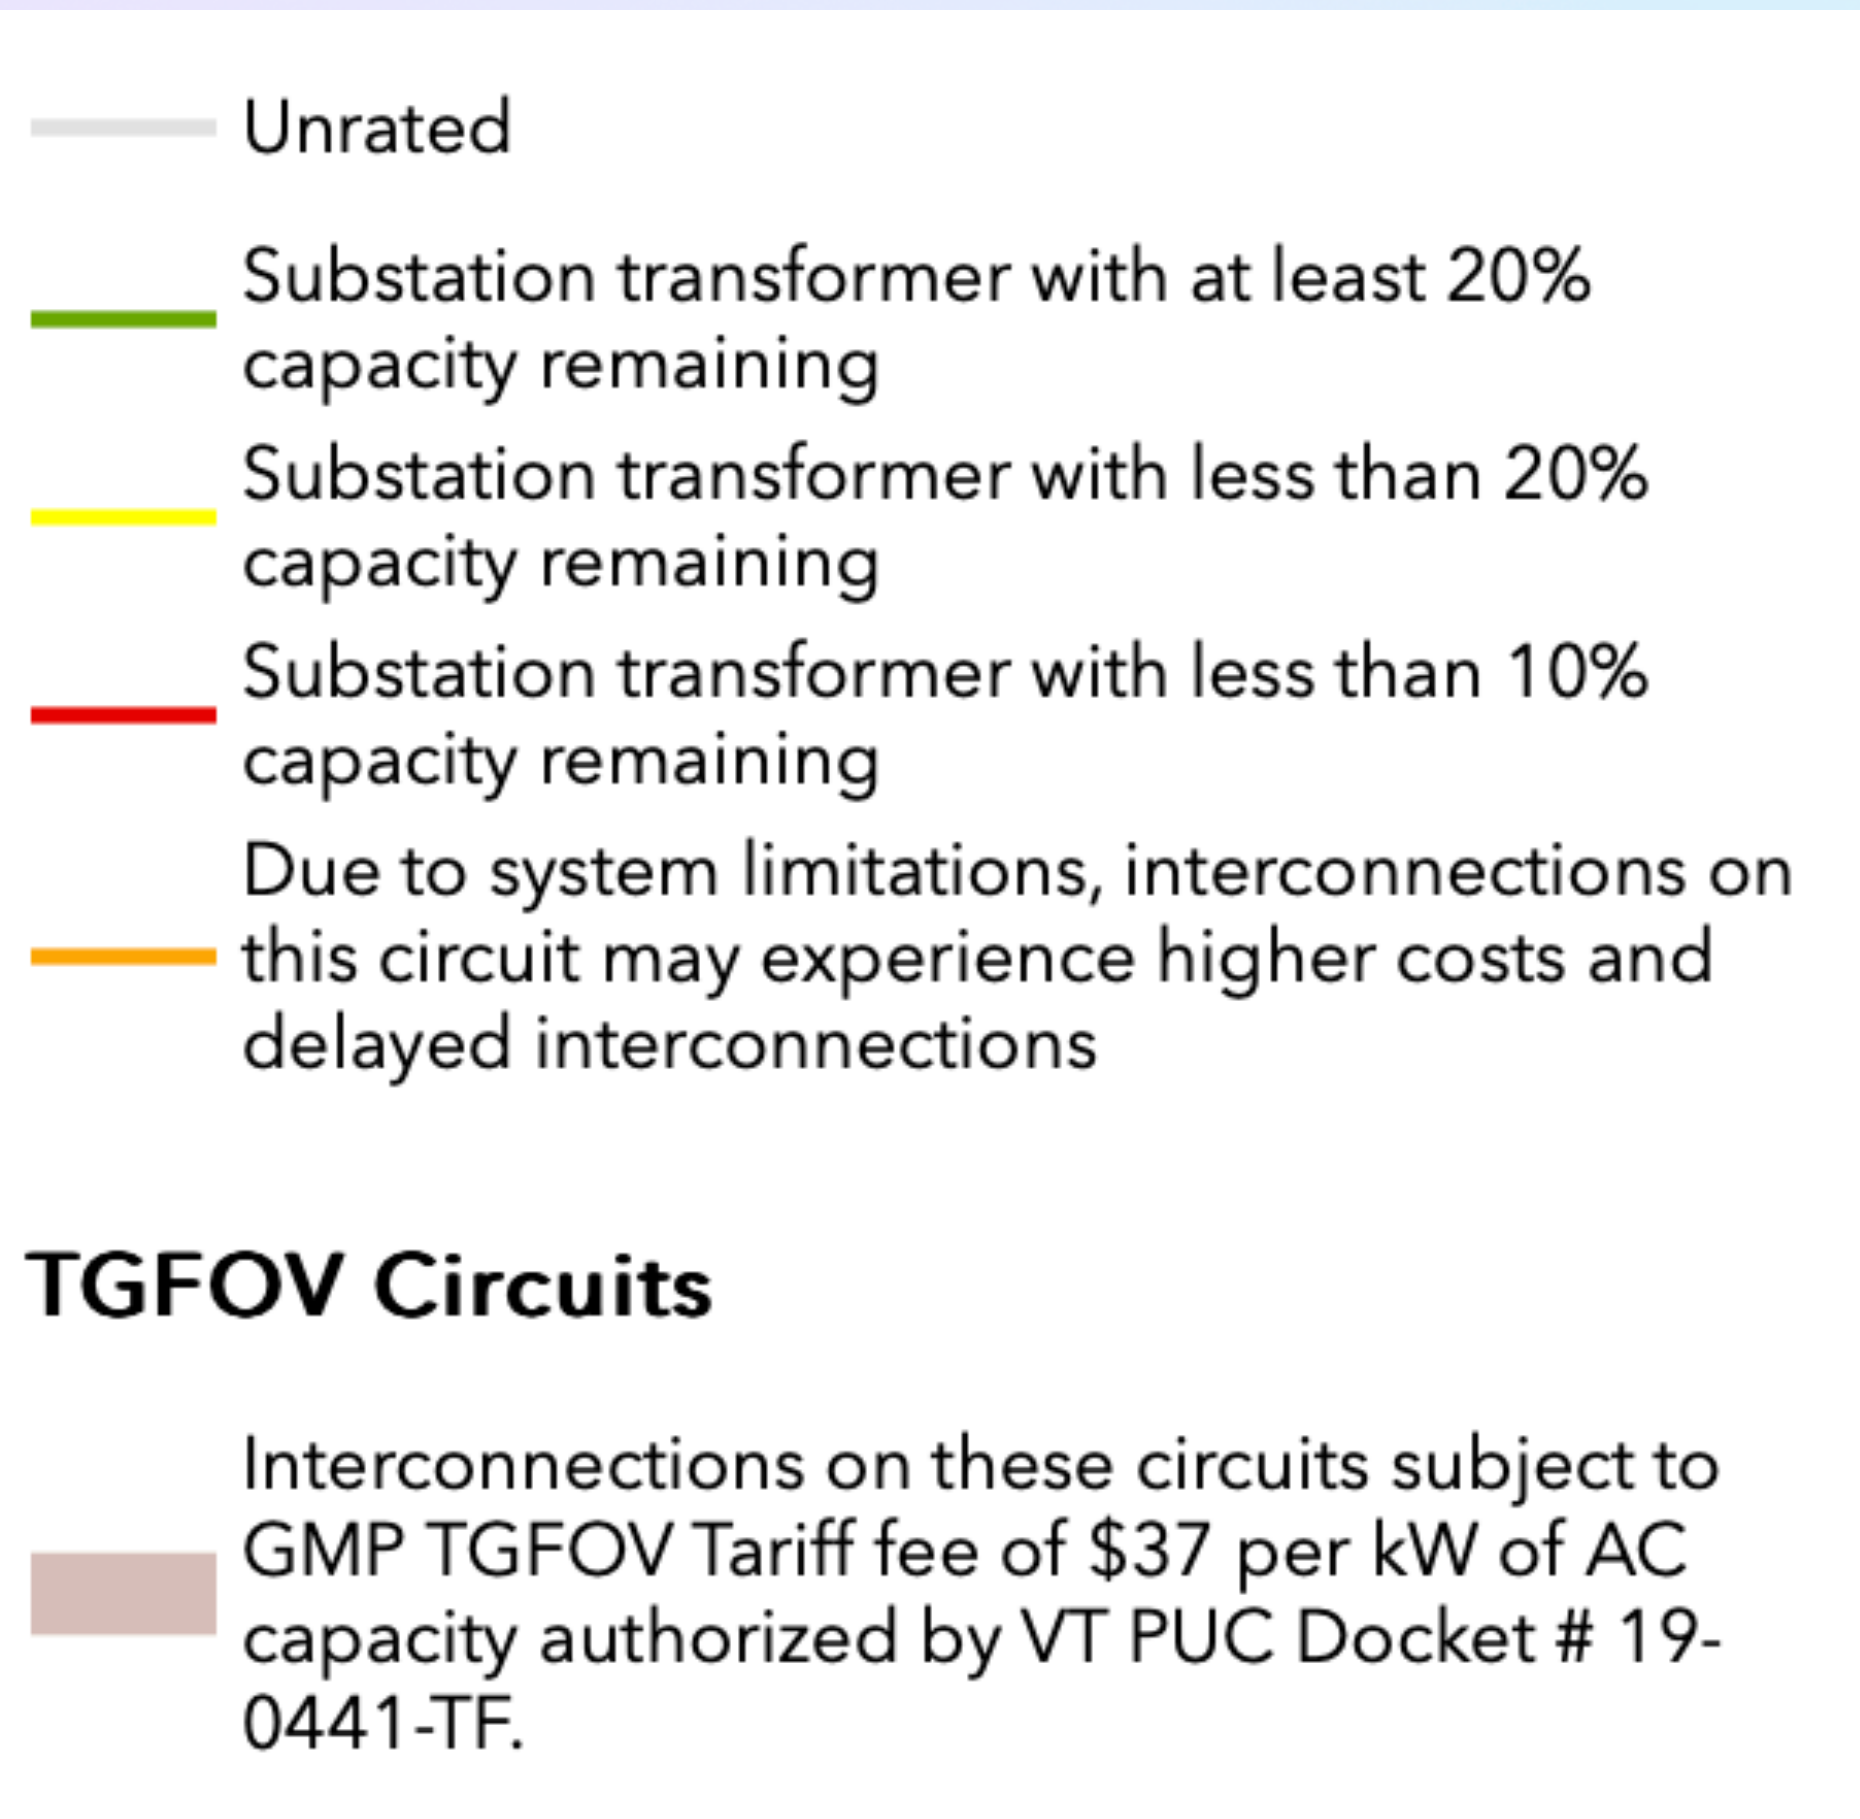 Unrated
Substation transformer with at least 20%
capacity remaining
Substation transformer with less than 20%
capacity remaining
Substation transformer with less than 10%
capacity remaining
Due to system limitations, interconnections on
this circuit may experience higher costs and
delayed interconnections
TGFOV Circuits
Interconnections on these circuits subject to
GMP TGFOV Tariff fee of $37 per kW of AC
capacity authorized by VT PUC Docket # 19-
0441-TF.